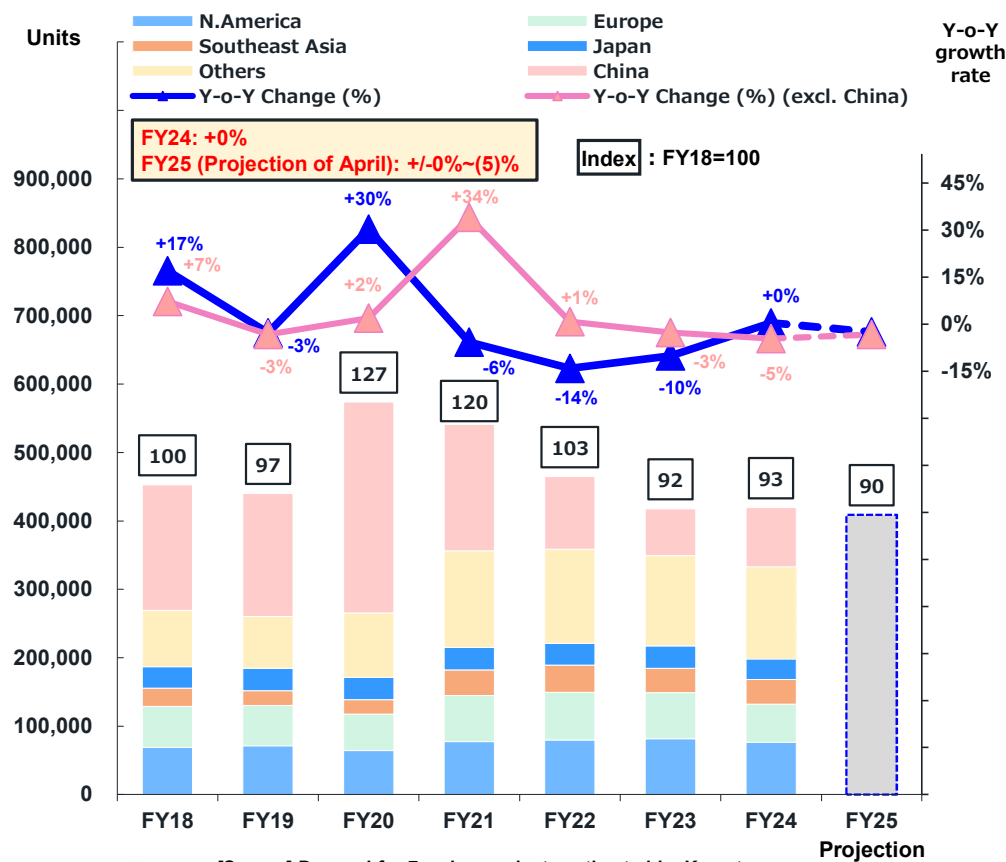 N.America
Europe
Units
Southeast Asia
Japan
Y-o-Y
growth
rate
Others
China
Y-o-Y Change (%)
Y-o-Y Change (%) (excl. China)
FY24: +0%
FY25 (Projection of April): +/-0%~(5)%
Index : FY18=100
900,000
800,000
700,000
600,000
500,000
400,000
300,000
200,000
100,000
0
45%
30%
15%
0%
-15%
+17%
+7%
-3%
-3%
+30%
+2%
+34%
-6%
+1%
-14%
-3%
-10%
+0%
-5%
100
97
127
120
103
92
93
90
FY18
FY19
FY20
FY21
FY22
FY23
FY24
FY25
Projection